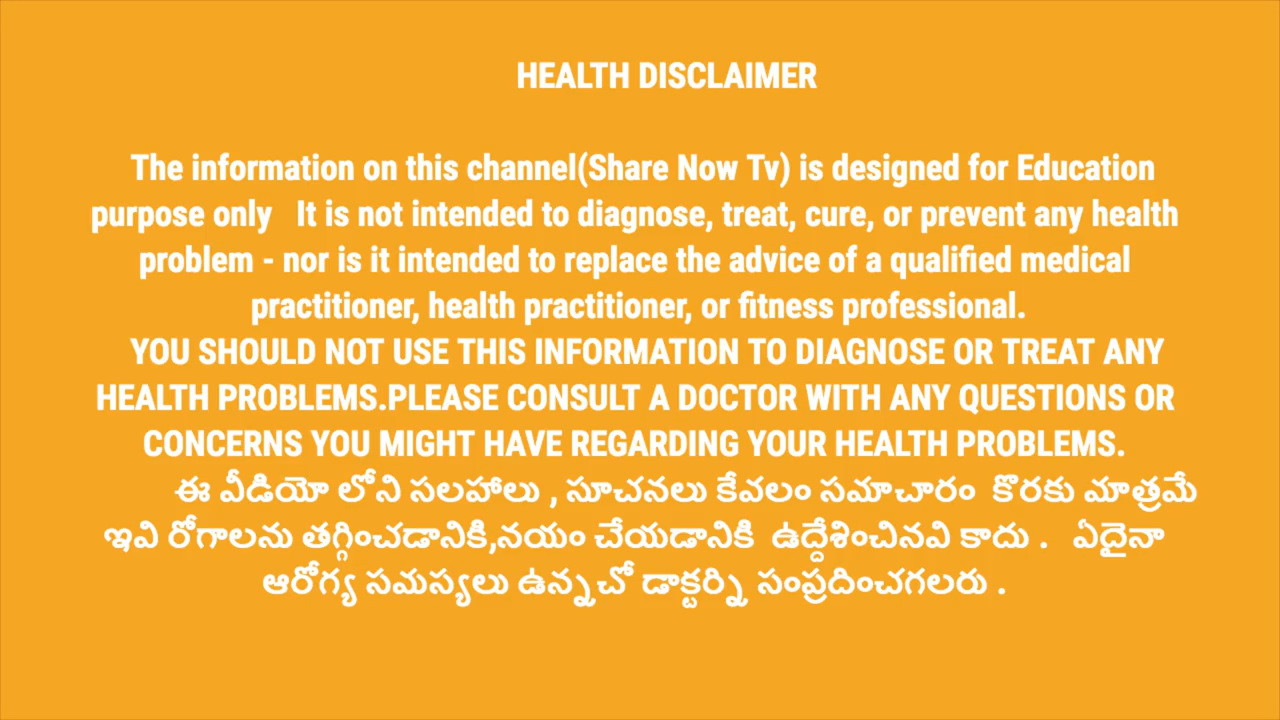 HEALTH DISCLAIMER
The information on this channel(Share Now Tv) is designed for Education
purpose only It is not intended to diagnose, treat, cure, or prevent any health
problem - nor is it intended to replace the advice of a qualified medical
practitioner, health practitioner, or fitness professional.
YOU SHOULD NOT USE THIS INFORMATION TO DIAGNOSE OR TREAT ANY
HEALTH PROBLEMS.PLEASE CONSULT A DOCTOR WITH ANY QUESTIONS OR
CONCERNS YOU MIGHT HAVE REGARDING YOUR HEALTH PROBLEMS.
ఈ వీడియో లోని సలహాలు , సూచనలు కేవలం సమాచారం కొరకు మాత్రమే
ఇవి రోగాలను తగ్గించడానికి,నయం చేయడానికి ఉద్దేశించినవి కాదు . ఏదైనా
ఆరోగ్య సమస్యలు ఉన్నచో డాక్టర్ని సంప్రదించగలరు .